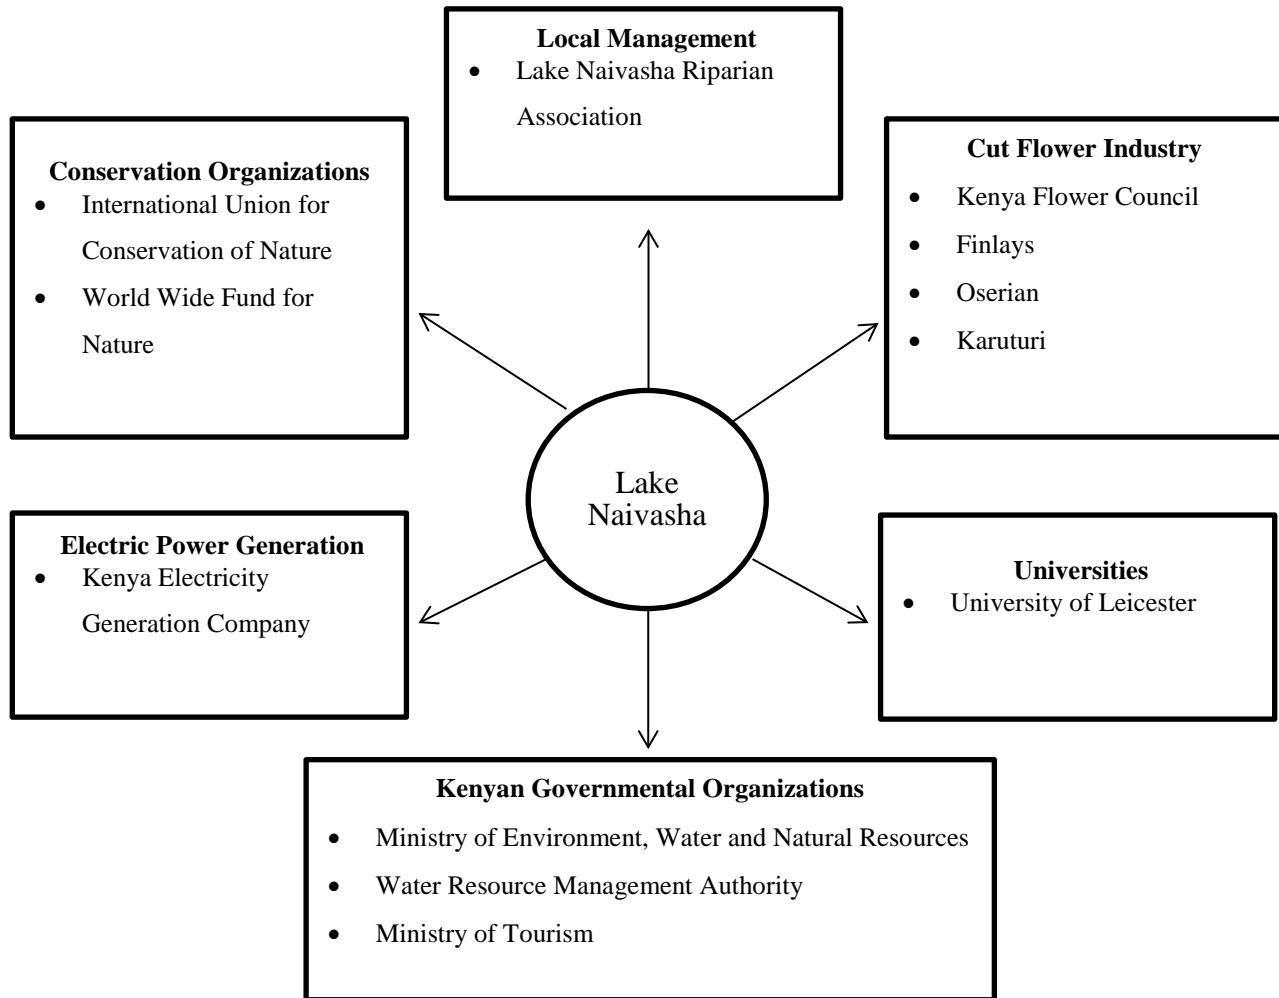 Local Management
• Lake Naivasha Riparian
Association
Conservation Organizations
• International Union for
Conservation of Nature
• World Wide Fund for
Nature
Cut Flower Industry
• Kenya Flower Council
• Finlays
• Oserian
• Karuturi
Lake
Naivasha
Electric Power Generation
• Kenya Electricity
Generation Company
Universities
• University of Leicester
Kenyan Governmental Organizations
• Ministry of Environment, Water and Natural Resources
• Water Resource Management Authority
• Ministry of Tourism